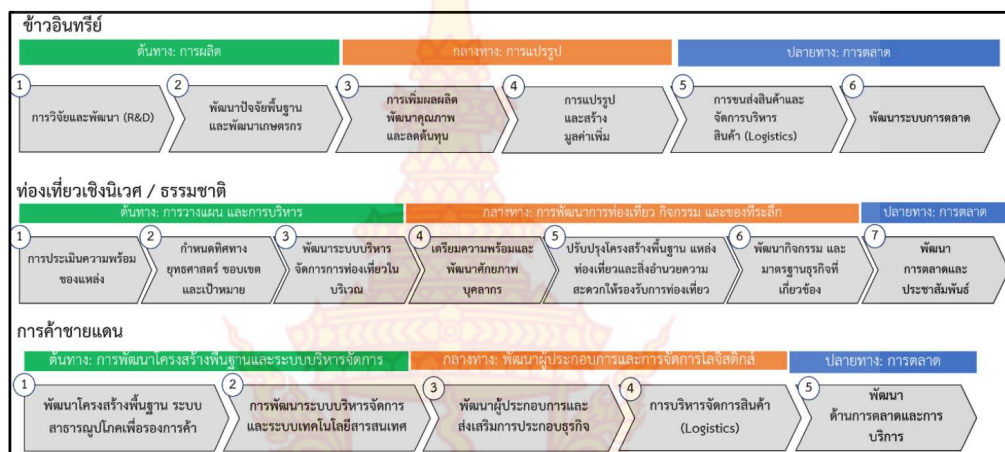 ข้าวอินทรีย์
ต้นทาง: การผลิต
กลางทาง: การแปรรูป
ปลายทาง: การตลาด
1
การวิจัยและพัฒนา (R&D)
2
พัฒนาปัจจัยพื้นฐาน
และพัฒนาเกษตรกร
3
การเพิ่มผลผลิต
พัฒนาคุณภาพ
และลดต้นทุน
4
การแปรรูป
และสร้าง
มูลค่าเพิ่ม
5
การขนส่งสินค้าและ
จัดการบริหาร
สินค้า (Logistics)
6
พัฒนาระบบการตลาด
ท่องเที่ยวเชิงนิเวศ / ธรรมชาติ
ต้นทาง: การวางแผน และการบริหาร
กลางทาง: การพัฒนาการท่องเที่ยว กิจกรรม และของที่ระลึก
ปลายทาง: การตลาด
1
การประเมินความพร้อม
ของแหล่ง
2
กำหนดทิศทาง
ยุทธศาสตร์ ขอบเขต
และเป้าหมาย
3
พัฒนาระบบบริหาร
จัดการการท่องเที่ยวใน
บริเวณ
4
เตรียมความพร้อมและ
พัฒนาศักยภาพ
บุคลากร
5
ปรับปรุงโครงสร้างพื้นฐาน แหล่ง
ท่องเที่ยวและสิ่งอำนวยความ
สะดวกให้รองรับการท่องเที่ยว
6
พัฒนากิจกรรม และ
มาตรฐานธุรกิจที่
เกี่ยวข้อง
7
พัฒนา
การตลาดและ
ประชาสัมพันธ์
การค้าชายแดน
ต้นทาง: การพัฒนาโครงสร้างพื้นฐานและระบบบริหารจัดการ
กลางทาง: พัฒนาผู้ประกอบการและการจัดการโลจิสติกส์
ปลายทาง: การตลาด
1
พัฒนาโครงสร้างพื้นฐาน ระบบ
สาธารณูปโภคเพื่อรองการค้า
2
การพัฒนาระบบบริหารจัดการ
และระบบเทคโนโลยีสารสนเทศ
3
พัฒนาผู้ประกอบการและ
ส่งเสริมการประกอบธุรกิจ
4
การบริหารจัดการสินค้า
(Logistics)
5
พัฒนา
ด้านการตลาดและการ
บริการ